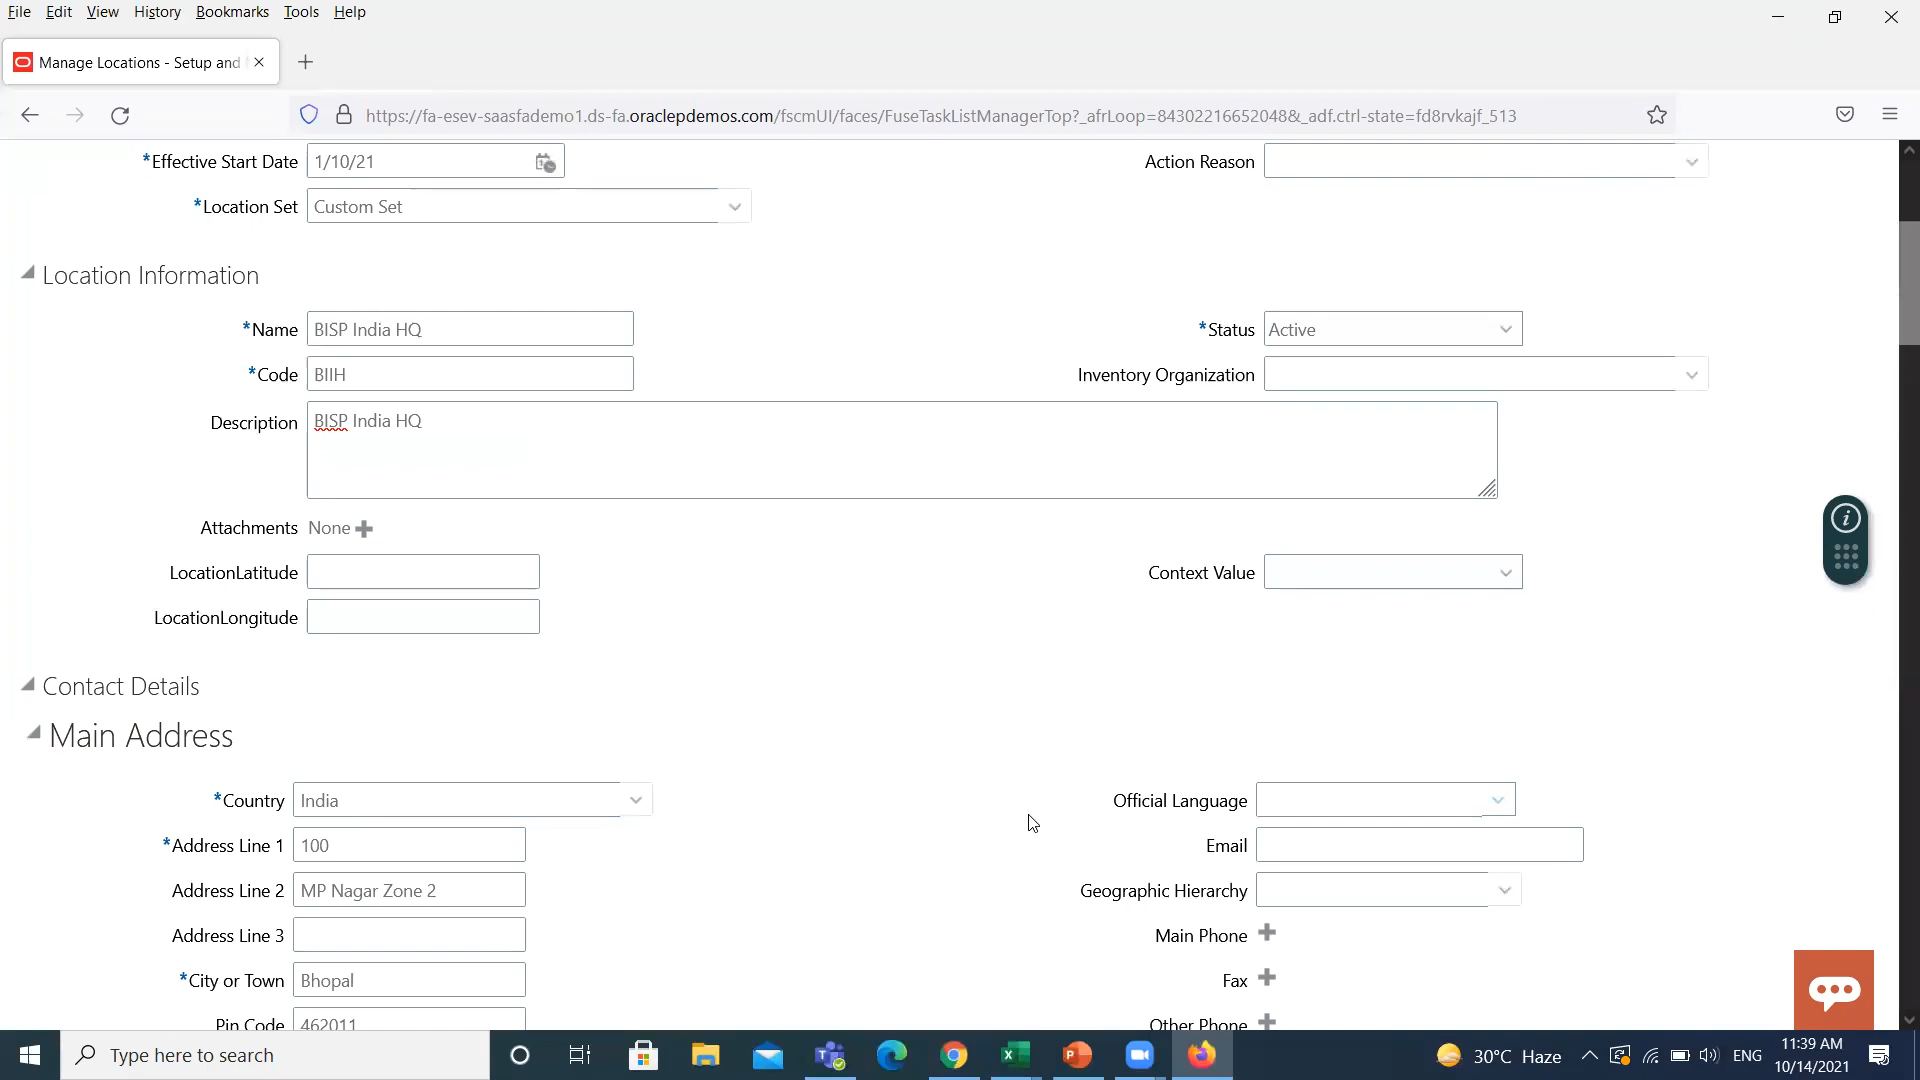 File Edit View History Bookmarks Tools Help
Manage Locations - Setup and
https://fa-esev-saasfademo1.ds-fa.oraclepdemos.com/fscmUI/faces/FuseTaskListManagerTop?_afrLoop=84302216652048&_adf.ctrl-state=fd8rvkajf_513
*Effective Start Date 1/10/21 Action Reason
*Location Set Custom Set
Location Information
*Name BISP India HQ *Status Active
*Code BIIH Inventory Organization
Description BISP India HQ
Attachments None
LocationLatitude Context Value
LocationLongitude
Contact Details
Main Address
*Country India Official Language
*Address Line 1 100 Email
Address Line 2 MP Nagar Zone 2 Geographic Hierarchy
Address Line 3 Main Phone
*City or Town Bhopal Fax
Pin Code 462011 Other Phone
Type here to search 30°C Haze ENG 11:39 AM
10/14/2021